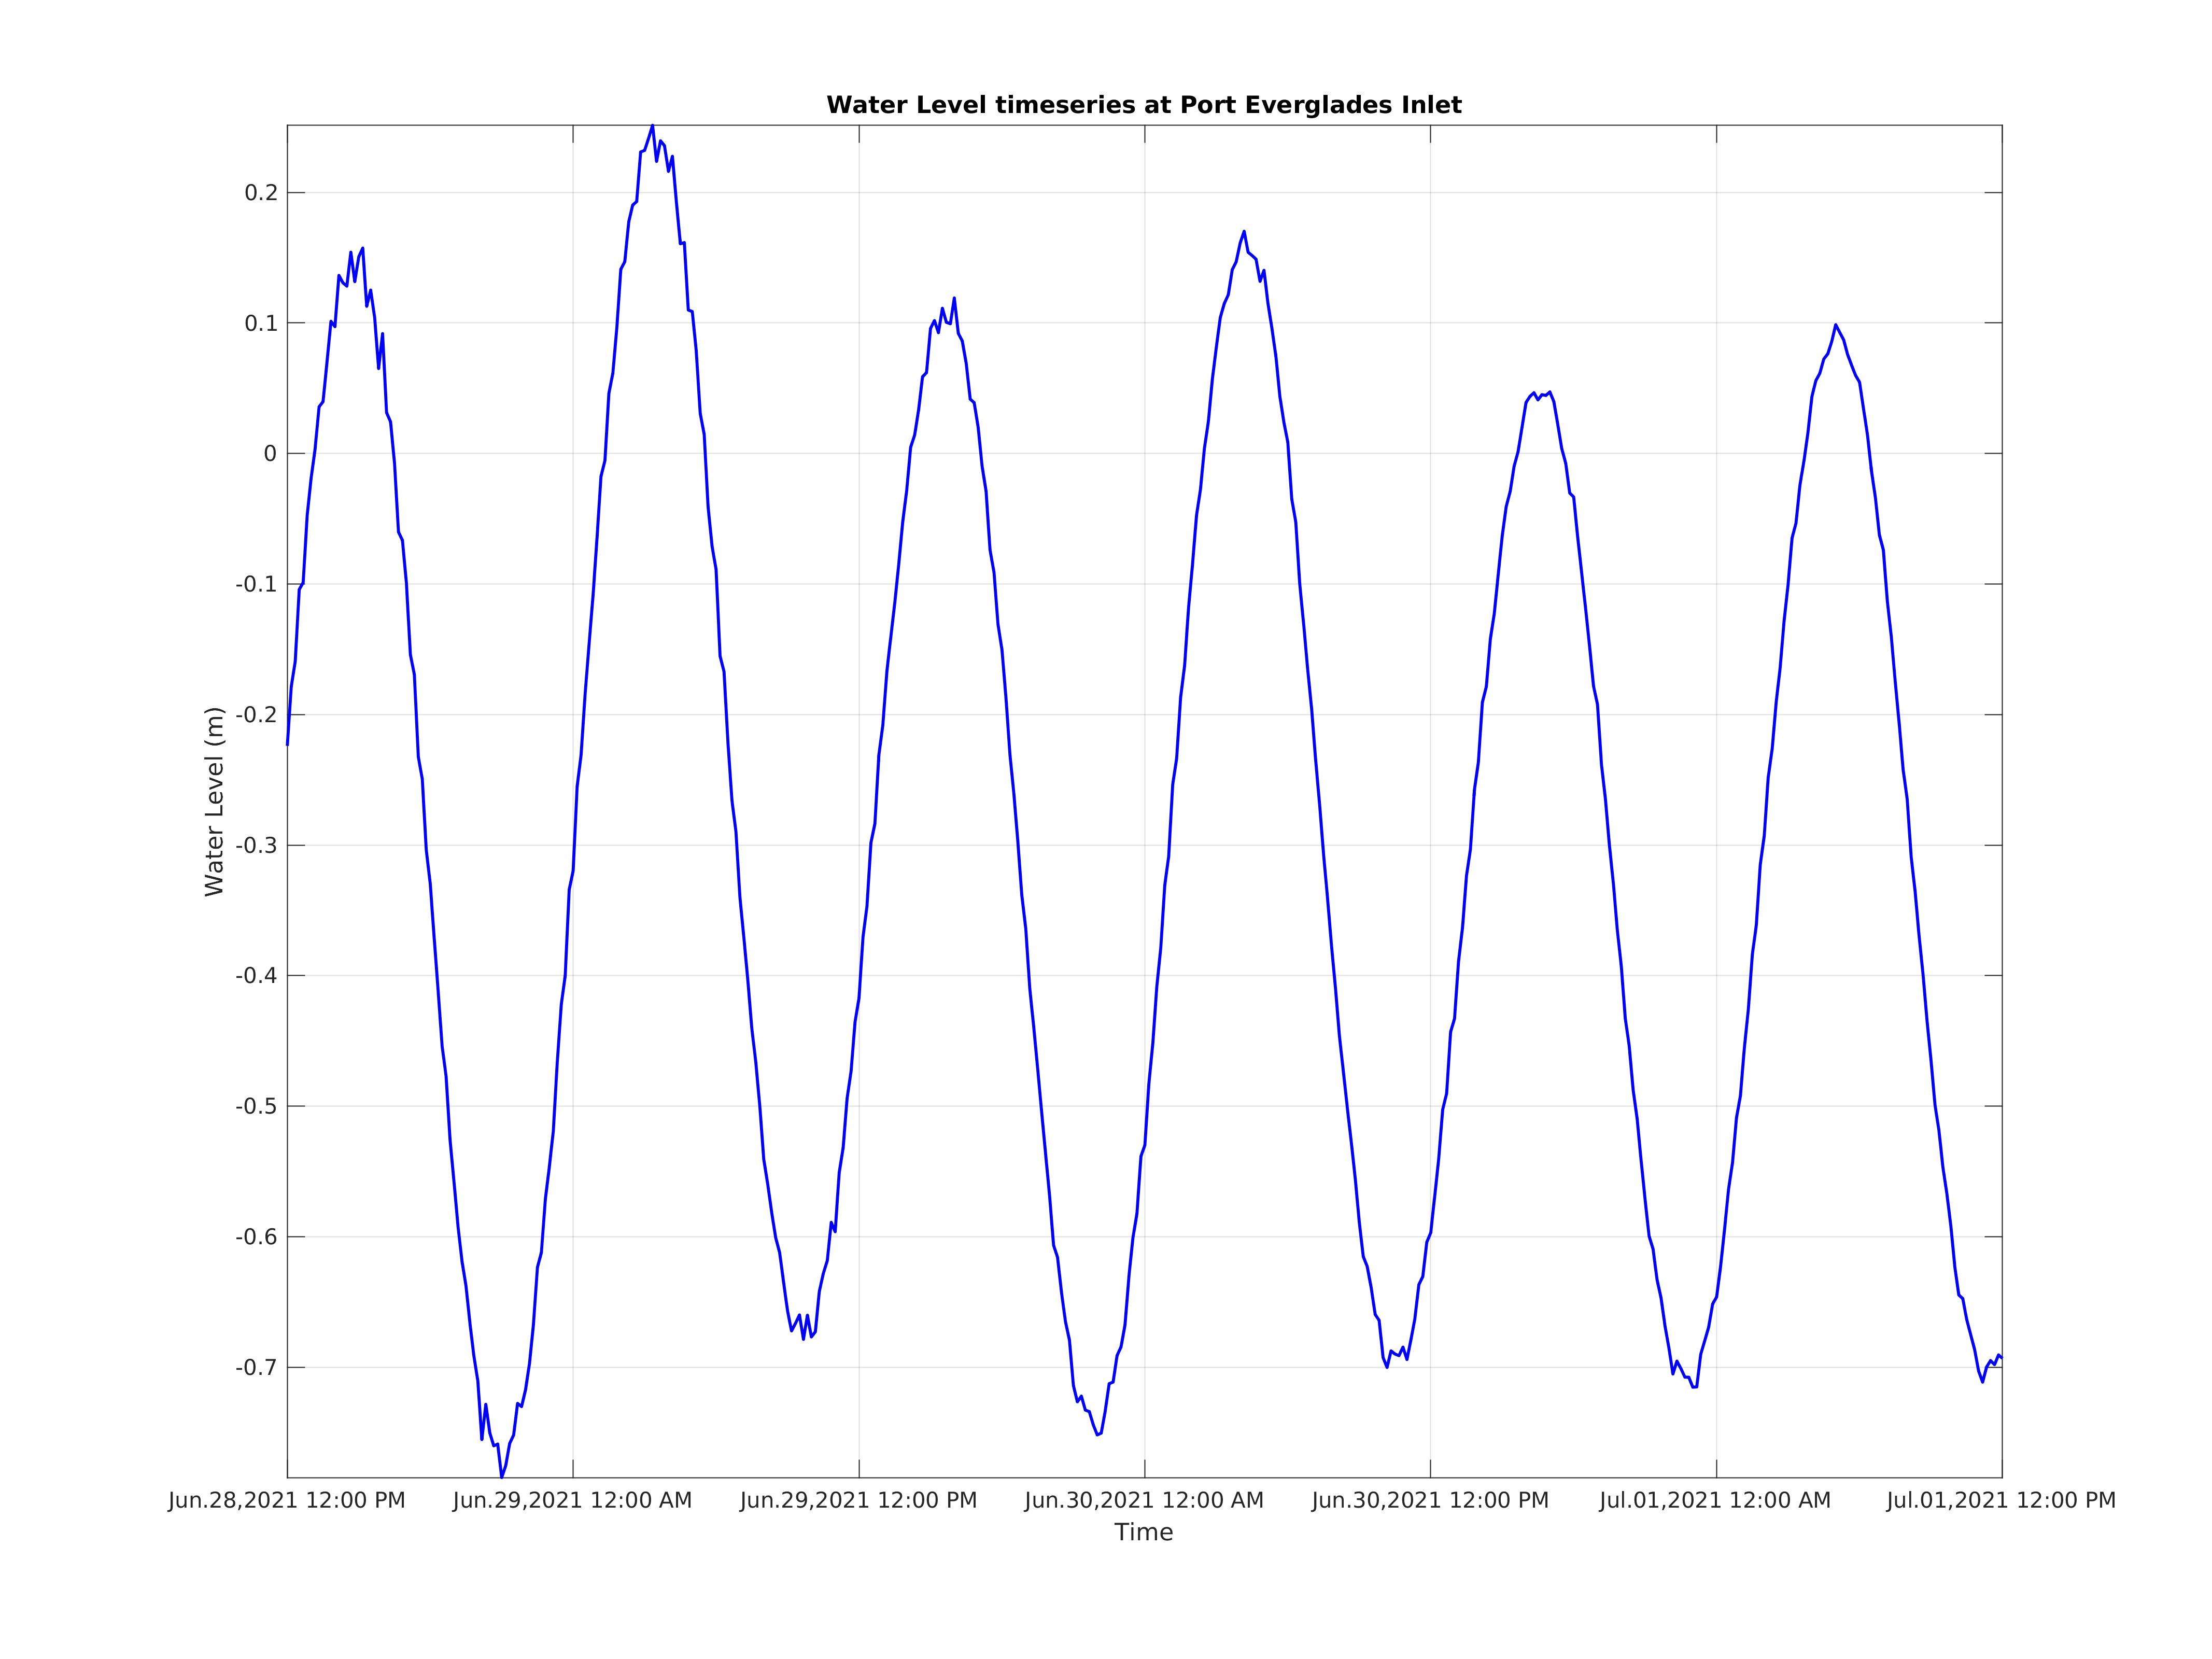 Water Level timeseries at Port Everglades Inlet
0.2
0.1
0
-0.1
-0.2
-0.3
-0.4
-0.5
-0.6
-0.7
Water Level (m)
Jun.28,2021 12:00 PM
Jun.29,2021 12:00 AM
Jun.29,2021 12:00 PM
Jun.30,2021 12:00 AM
Jun.30,2021 12:00 PM
Jul.01,2021 12:00 AM
Jul.01,2021 12:00 PM
Time